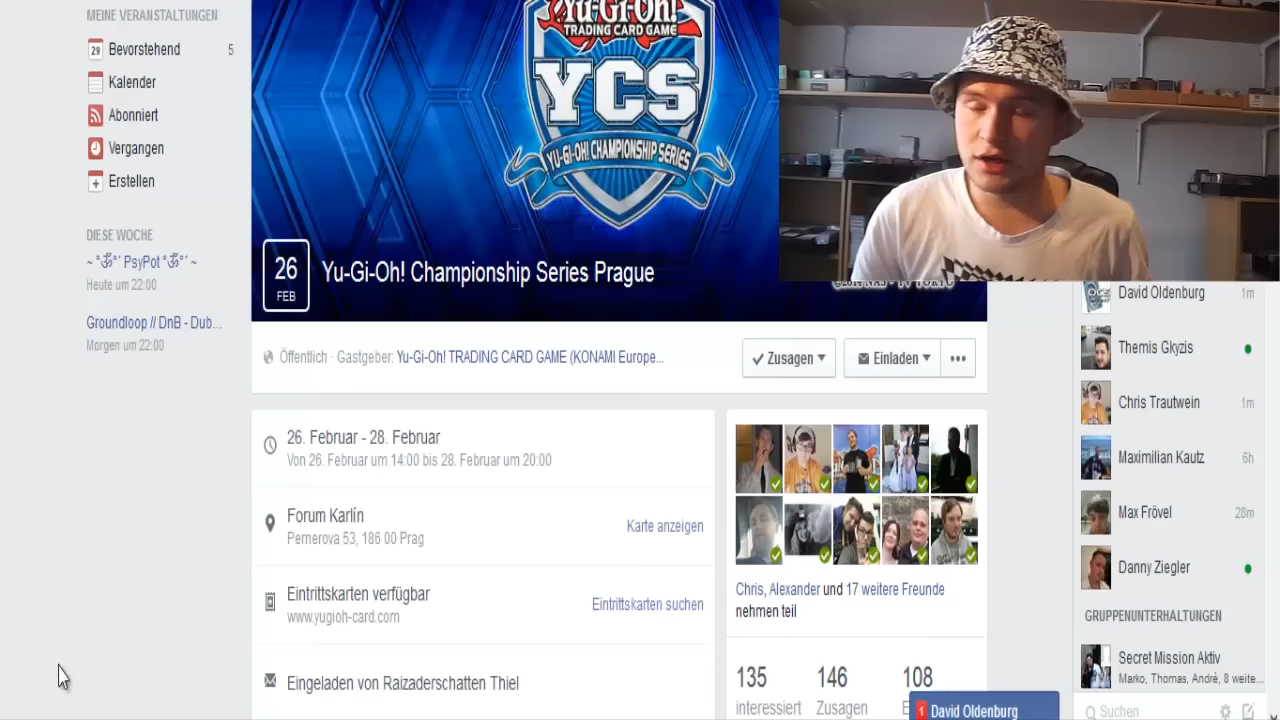 MEINE VERANSTALTUNGEN
29 Bevorstehend 5
Kalender
Abonniert
Vergangen
Erstellen
DIESE WOCHE
~ °ૐ°´ PsyPot °ૐ°´ ~
Heute um 22:00
Groundloop // DnB - Dub...
Morgen um 22:00
Yu-Gi-Oh!
TRADING CARD GAME
YCS
YU-GI-OH! CHAMPIONSHIP SERIES
26
FEB
Yu-Gi-Oh! Championship Series Prague
Öffentlich · Gastgeber: Yu-Gi-Oh! TRADING CARD GAME (KONAMI Europe...
Zusagen
Einladen
26. Februar - 28. Februar
Von 26. Februar um 14:00 bis 28. Februar um 20:00
Forum Karlín
Pernerova 53, 186 00 Prag
Karte anzeigen
Eintrittskarten verfügbar
www.yugioh-card.com
Eintrittskarten suchen
Eingeladen von Raizaderschatten Thiel
Chris, Alexander und 17 weitere Freunde
nehmen teil
135 146 108
interessiert Zusagen
1 David Oldenburg
David Oldenburg 1m
Themis Gkyzis
Chris Trautwein 1m
Maximilian Kautz 6h
Max Frövel 28m
Danny Ziegler
GRUPPENUNTERHALTUNGEN
Secret Mission Aktiv
Marko, Thomas, André, 8 weite...
Suchen